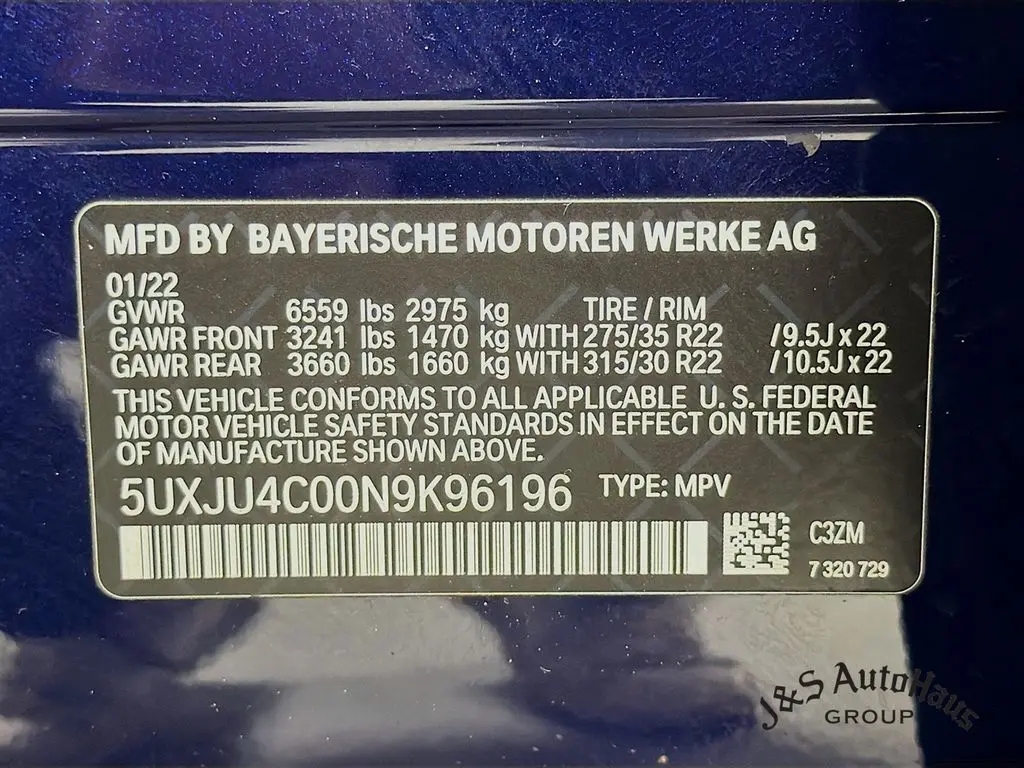 MFD BY BAYERISCHE MOTOREN WERKE AG
01/22
GVWR 6559 lbs 2975 kg TIRE / RIM
GAWR FRONT 3241 lbs 1470 kg WITH 275/35 R22 /9.5J x 22
GAWR REAR 3660 lbs 1660 kg WITH 315/30 R22 /10.5J x 22
THIS VEHICLE CONFORMS TO ALL APPLICABLE U. S. FEDERAL
MOTOR VEHICLE SAFETY STANDARDS IN EFFECT ON THE DATE
OF MANUFACTURE SHOWN ABOVE.
5UXJU4C00N9K96196 TYPE: MPV
C3ZM
7 320 729
J&S AutoHaus
GROUP